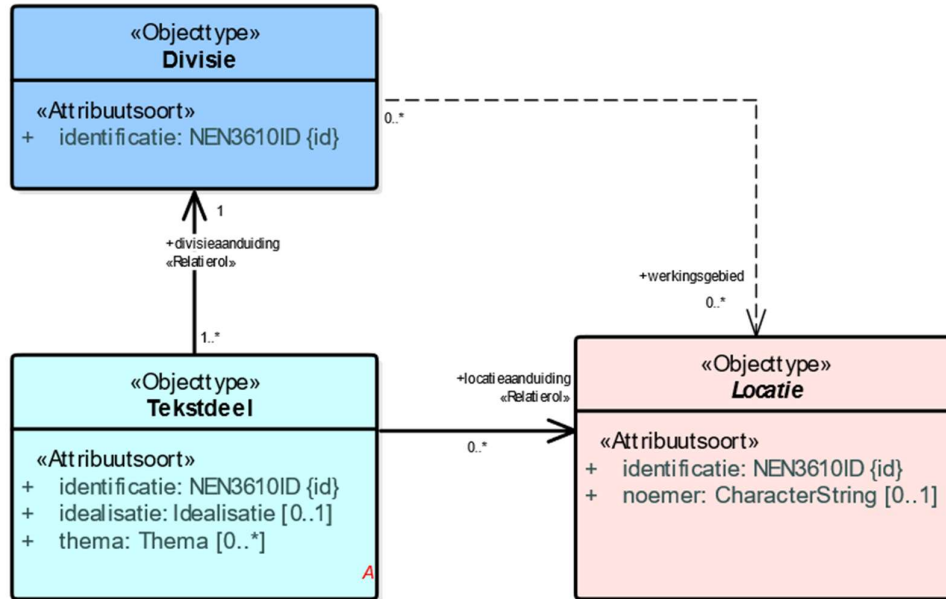 «Objecttype»
Divisie
«Attribuutsoort»
+ identificatie: NEN3610ID {id}
0..*
1
+divisieaanduiding
«Relatierol»
+werkingsgebied
0..*
1..*
«Objecttype»
Tekstdeel
«Attribuutsoort»
+ identificatie: NEN3610ID {id}
+ idealisatie: Idealisatie [0..1]
+ thema: Thema [0..*]
A
+locatieaanduiding
«Relatierol»
0..*
«Objecttype»
Locatie
«Attribuutsoort»
+ identificatie: NEN3610ID {id}
+ noemer: CharacterString [0..1]